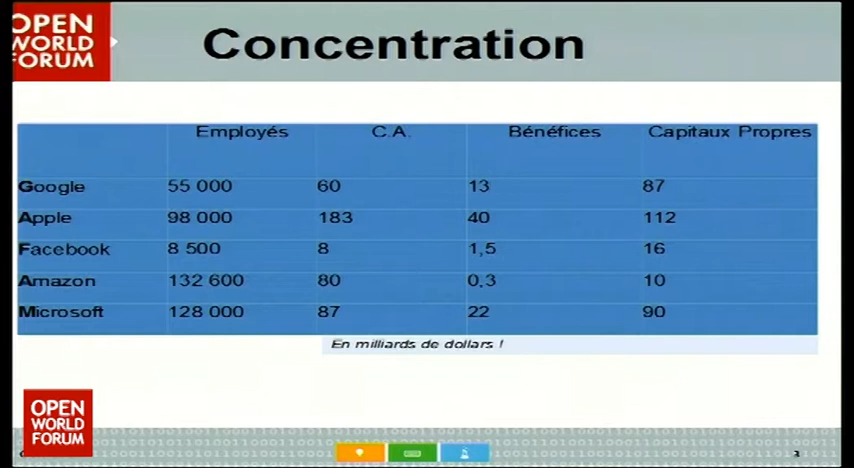 OPEN
WORLD
FORUM
Concentration
Employés C.A. Bénéfices Capitaux Propres
Google 55 000 60 13 87
Apple 98 000 183 40 112
Facebook 8 500 8 1,5 16
Amazon 132 600 80 0,3 10
Microsoft 128 000 87 22 90
En milliards de dollars !
OPEN
WORLD
FORUM